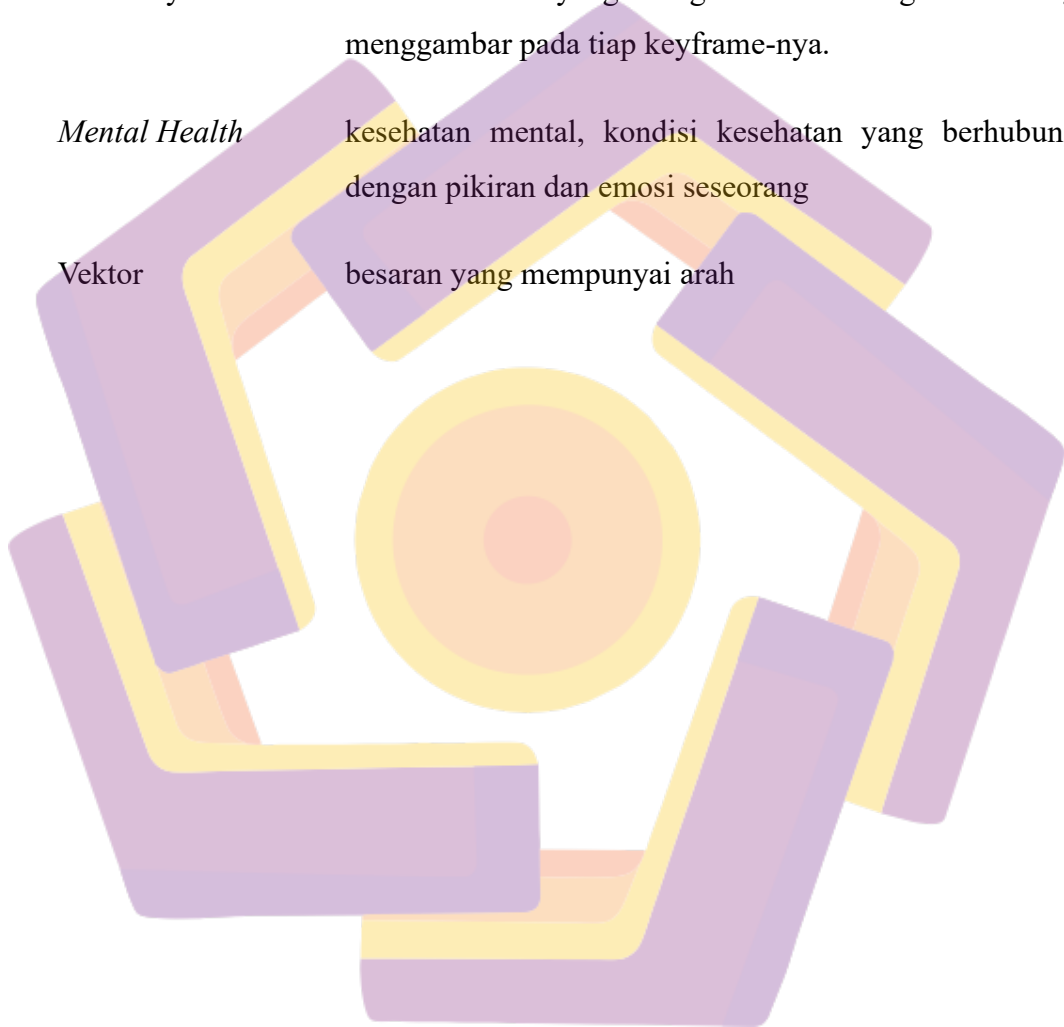 menggambar pada tiap keyframe-nya.
Mental Health kesehatan mental, kondisi kesehatan yang berhubun
dengan pikiran dan emosi seseorang
Vektor besaran yang mempunyai arah